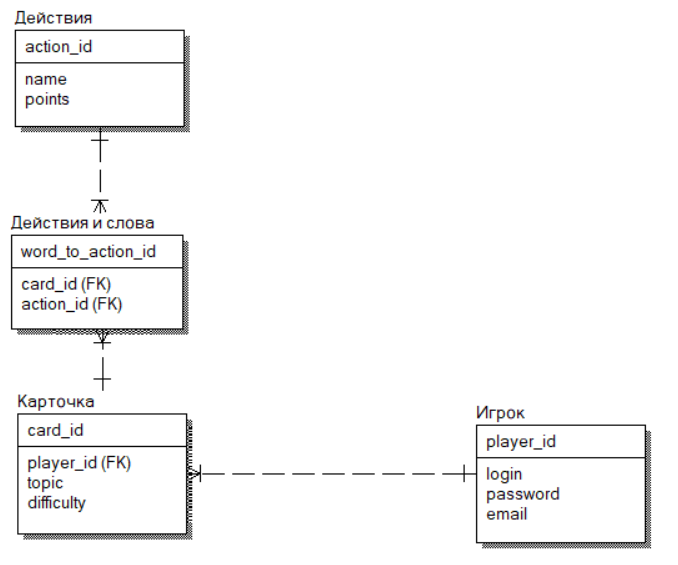 Действия
action_id
name
points
Действия и слова
word_to_action_id
card_id (FK)
action_id (FK)
Карточка
card_id
player_id (FK)
topic
difficulty
Игрок
player_id
login
password
email